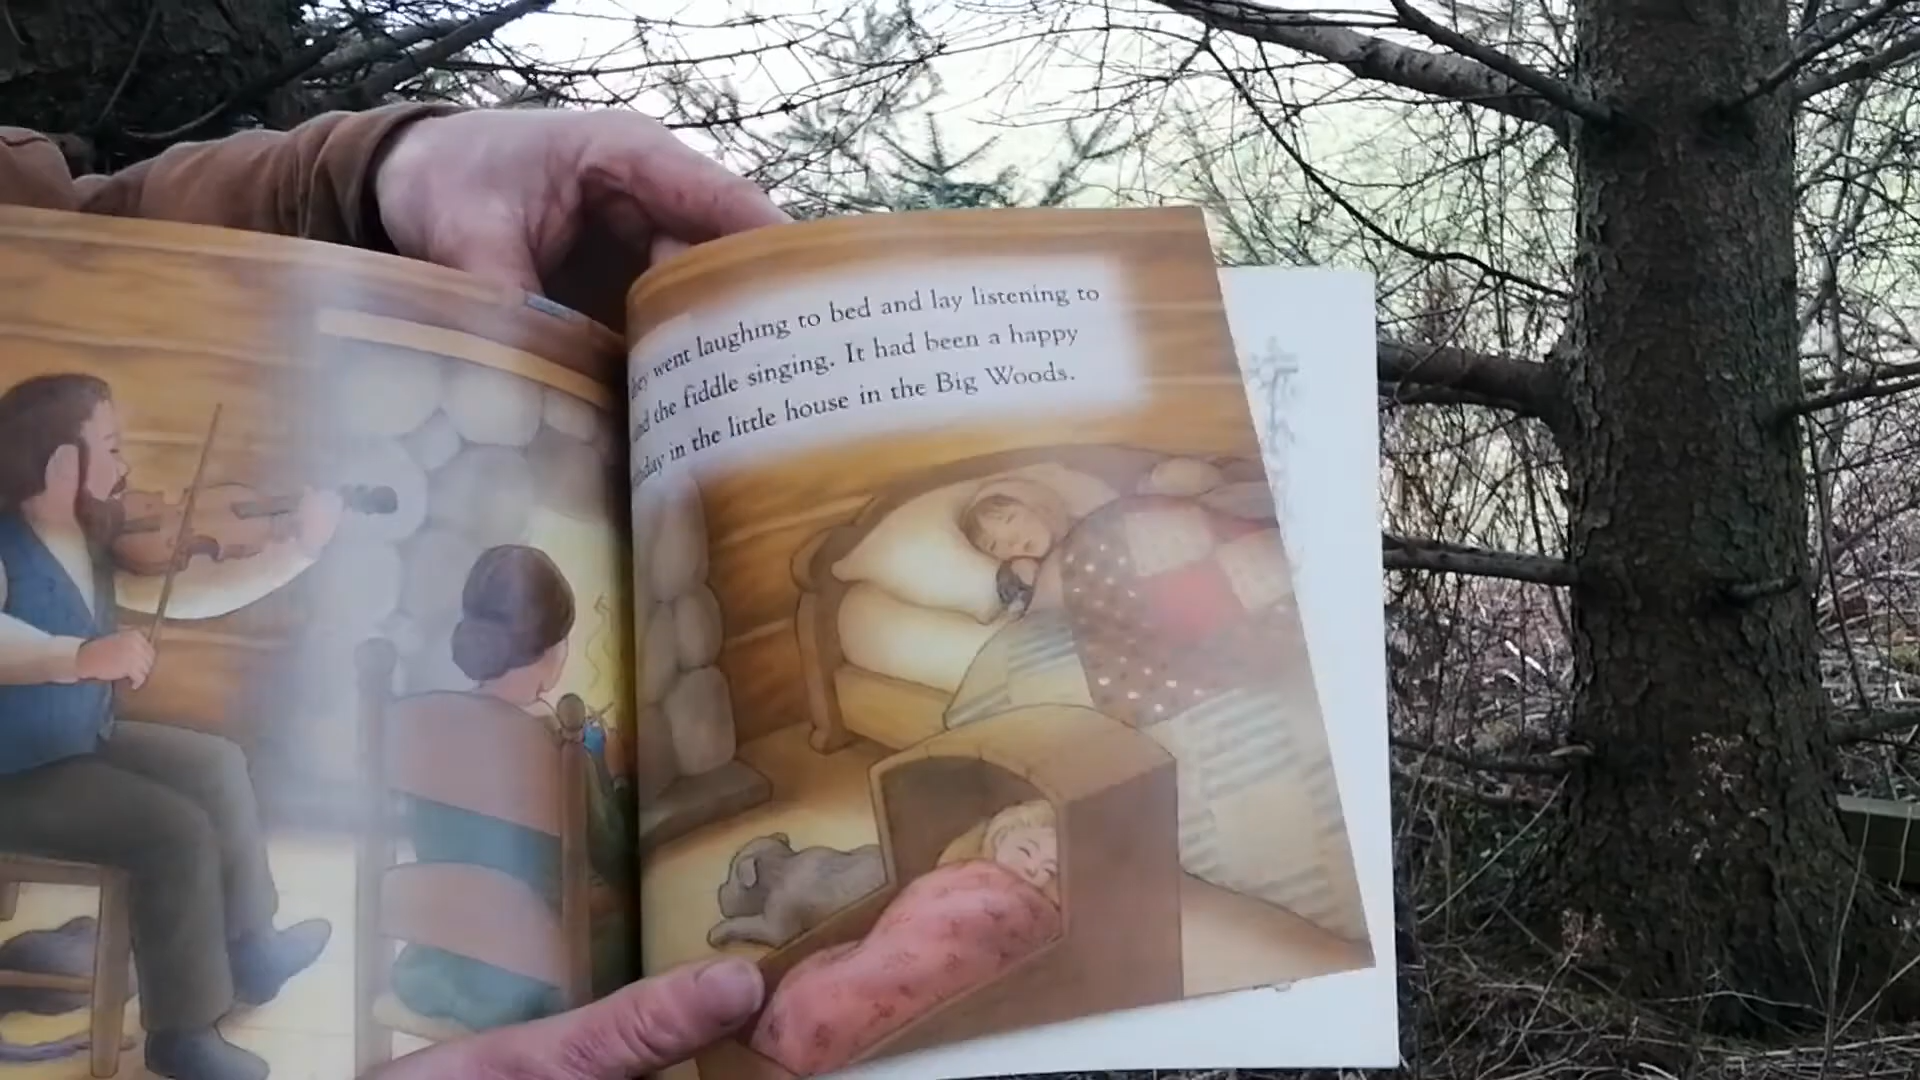 went laughing to bed and lay listening to
the fiddle singing. It had been a happy
in the little house in the Big Woods.